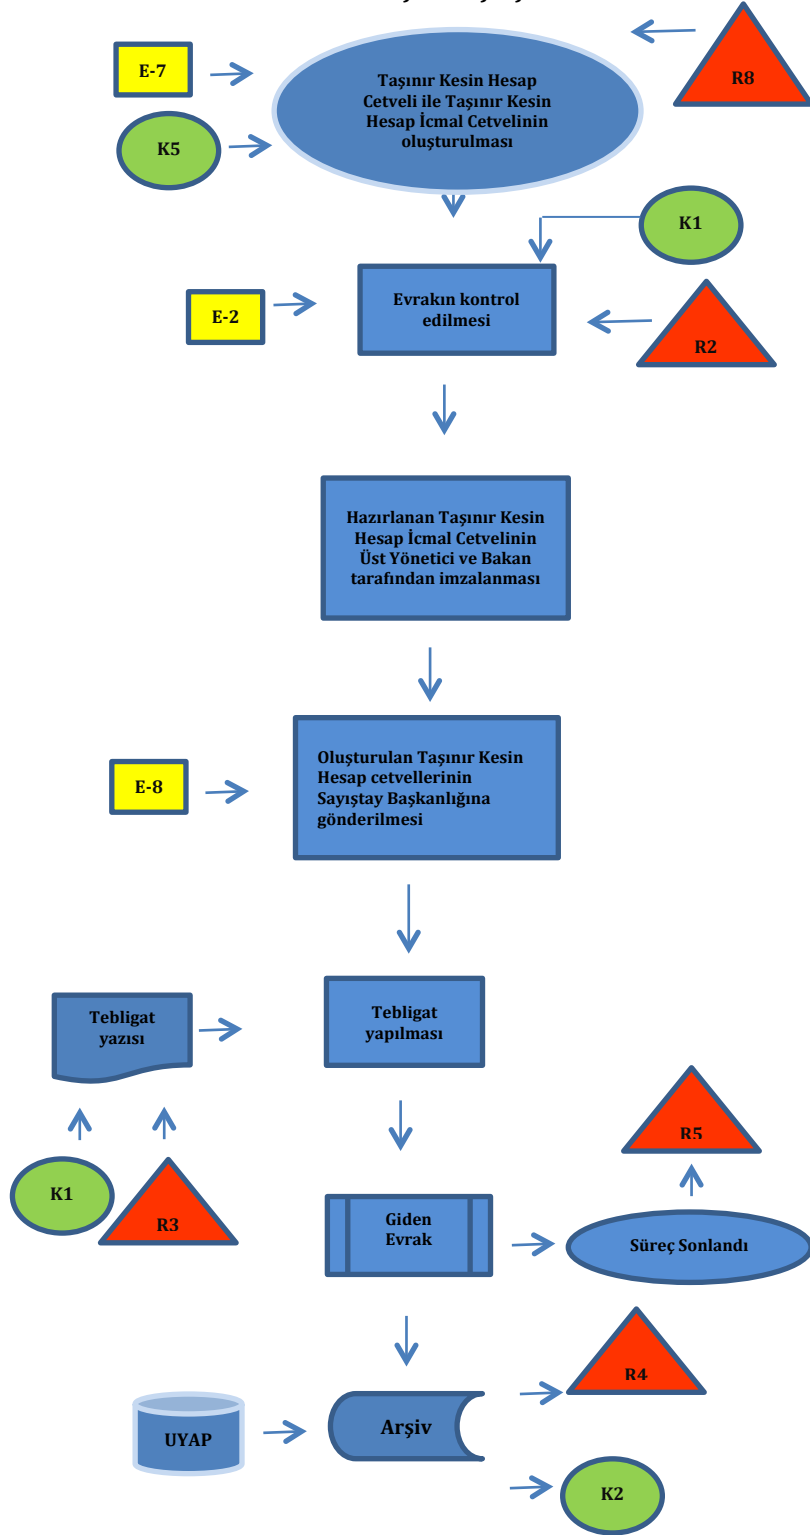 E-7
Taşınır Kesin Hesap
Cetveli ile Taşınır Kesin
Hesap İcmal Cetvelinin
oluşturulması
R8
K5
K1
E-2
Evrakın kontrol
edilmesi
R2
Hazırlanan Taşınır Kesin
Hesap İcmal Cetvelinin
Üst Yönetici ve Bakan
tarafından imzalanması
Oluşturulan Taşınır Kesin
Hesap cetvellerinin
Sayıştay Başkanlığına
gönderilmesi
E-8
Tebligat
yazısı
Tebligat
yapılması
R5
K1
R3
Giden
Evrak
Süreç Sonlandı
R4
UYAP
Arşiv
K2